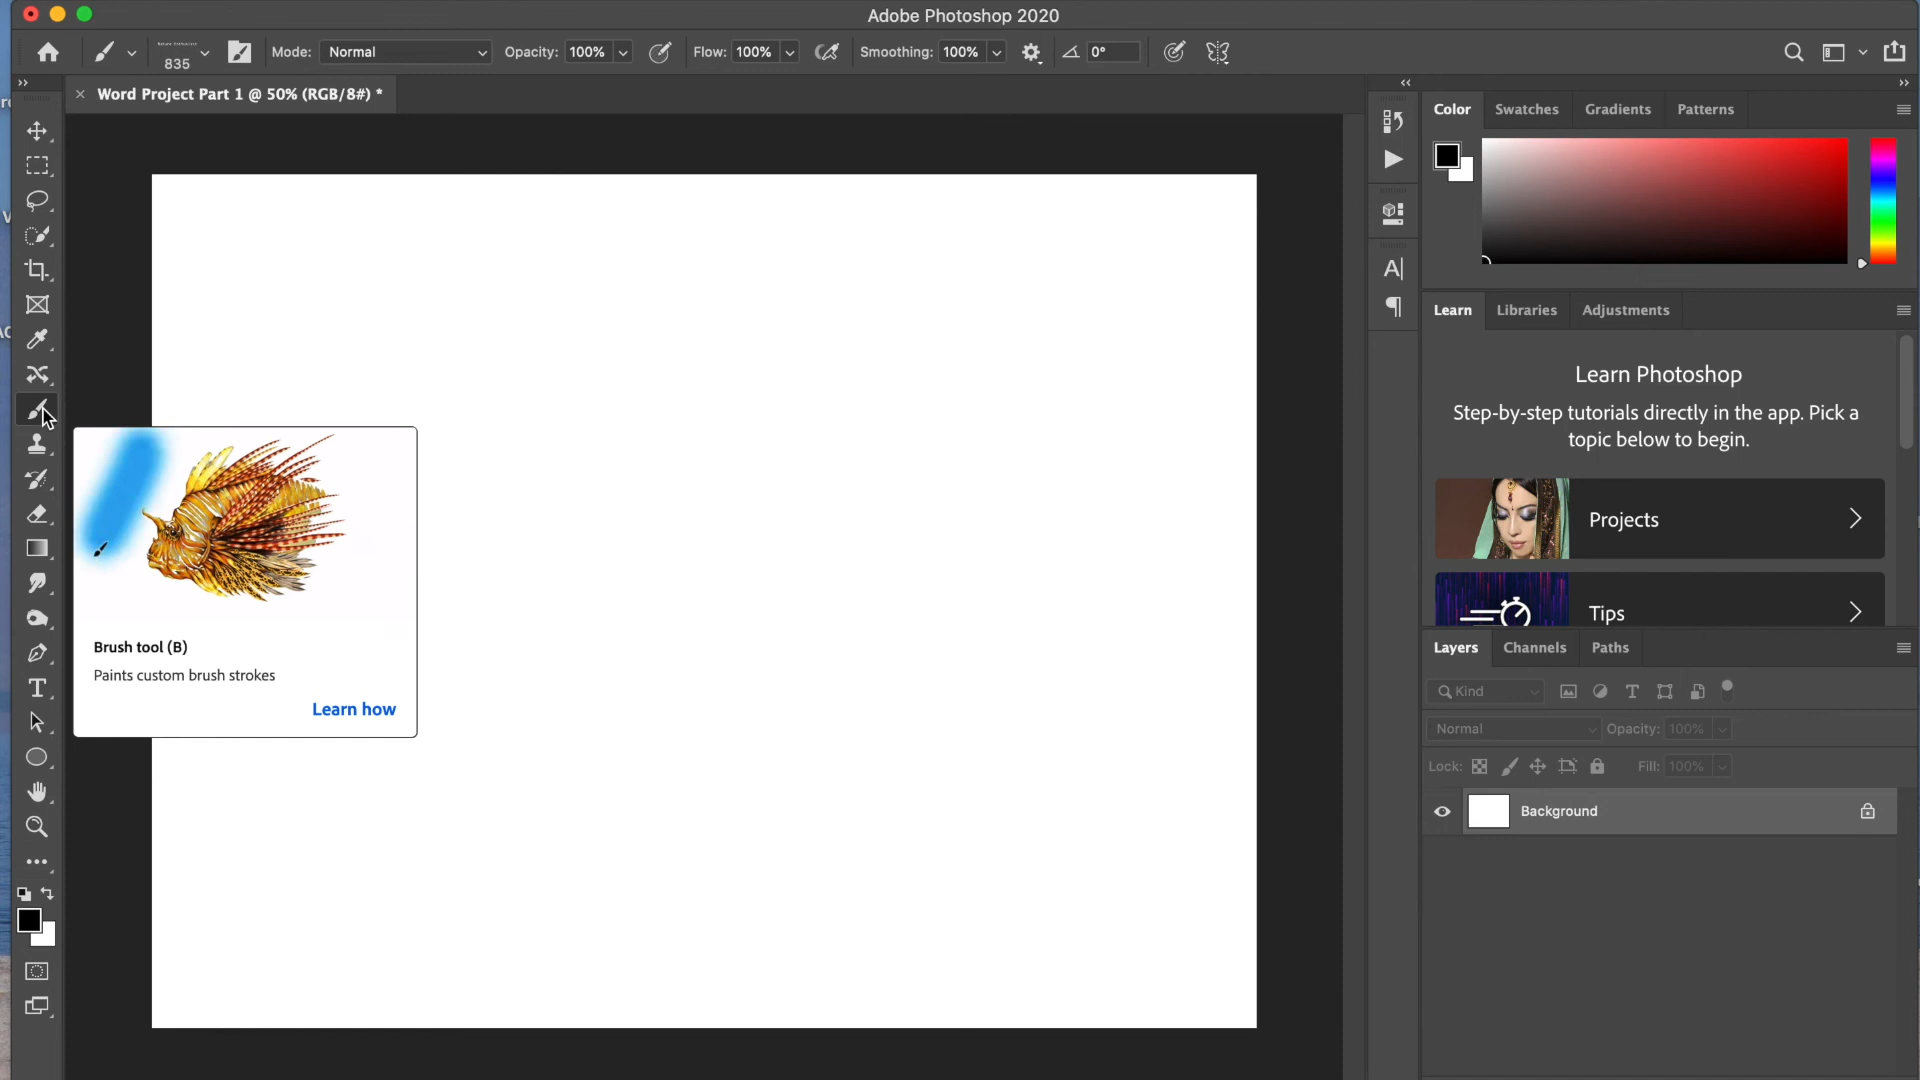 Adobe Photoshop 2020
835
Mode: Normal
Opacity: 100%
Flow: 100%
Smoothing: 100%
0°
× Word Project Part 1 @ 50% (RGB/8#) *
Color
Swatches
Gradients
Patterns
Learn
Libraries
Adjustments
Learn Photoshop
Step-by-step tutorials directly in the app. Pick a
topic below to begin.
Projects
Tips
Brush tool (B)
Paints custom brush strokes
Learn how
Layers
Channels
Paths
Kind
Normal
Opacity: 100%
Lock:
Fill: 100%
Background